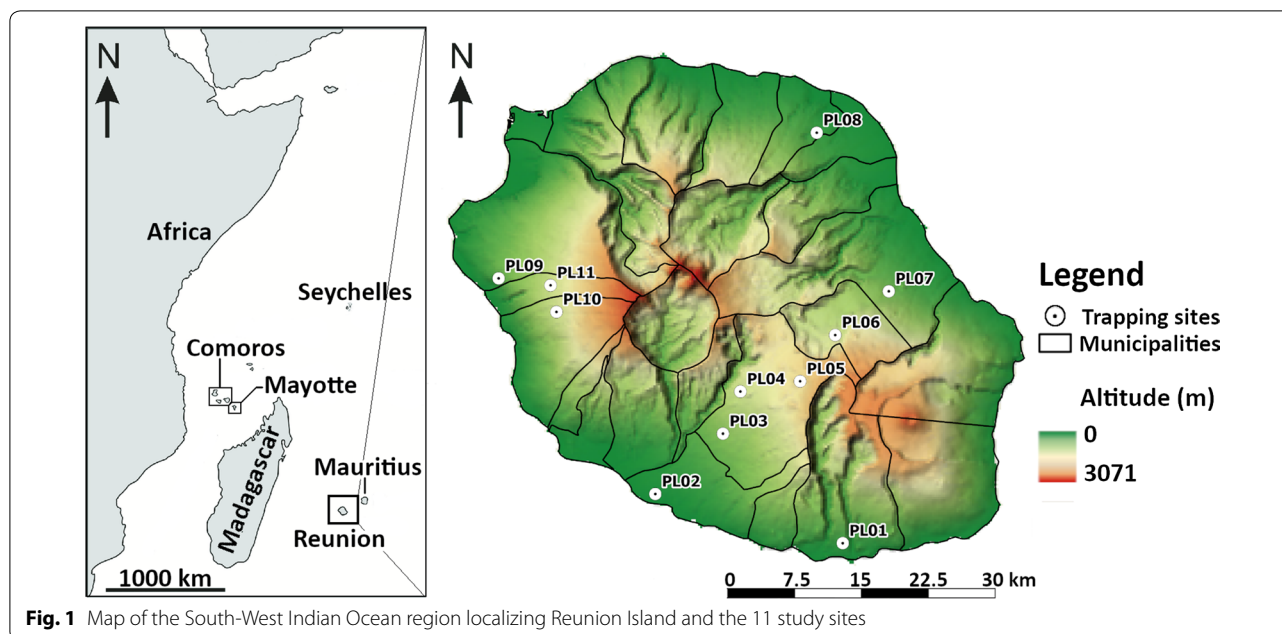 N
Africa
Seychelles
Comoros
Mayotte
Madagascar
Mauritius
Reunion
1000 km
N
PL08
PL09
PL11
PL10
PL07
PL06
PL05
PL04
PL03
PL02
PL01
0 7.5 15 22.5 30 km
Legend
Trapping sites
Municipalities
Altitude (m)
0
3071
Fig. 1 Map of the South-West Indian Ocean region localizing Reunion Island and the 11 study sites